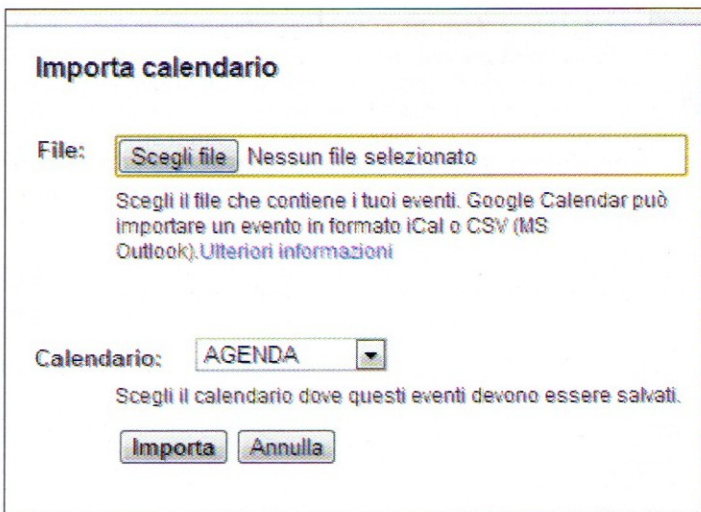 Importa calendario
File: Scegli file Nessun file selezionato
Scegli il file che contiene i tuoi eventi. Google Calendar può
importare un evento in formato iCal o CSV (MS
Outlook).Ulteriori informazioni
Calendario: AGENDA
Scegli il calendario dove questi eventi devono essere salvati.
Importa Annulla